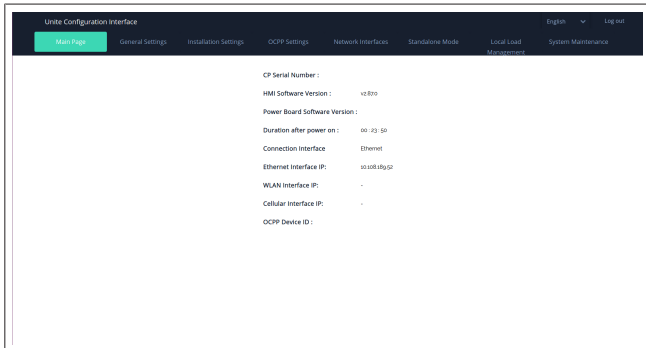 Unite Configuration Interface
English
Log out
Main Page
General Settings
Installation Settings
OCPP Settings
Network Interfaces
Standalone Mode
Local Load
Management
System Maintenance
CP Serial Number :
HMI Software Version : v2.87.0
Power Board Software Version :
Duration after power on : 00 : 23 : 50
Connection Interface Ethernet
Ethernet Interface IP: 10.108.189.52
WLAN Interface IP: -
Cellular Interface IP: -
OCPP Device ID :